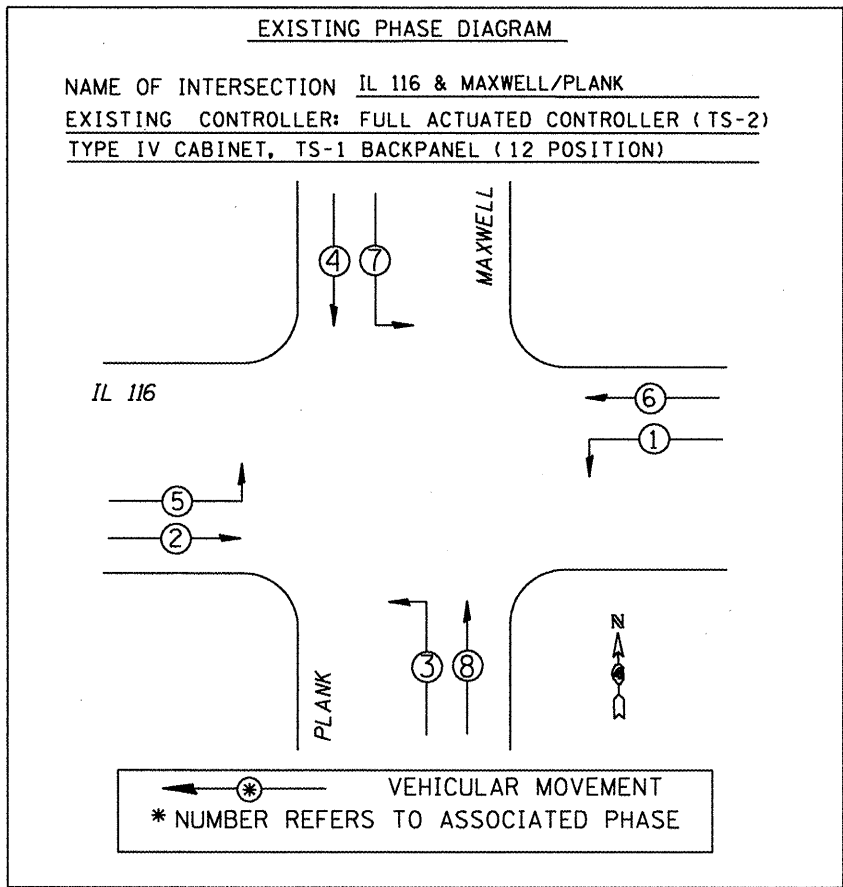 EXISTING PHASE DIAGRAM
NAME OF INTERSECTION IL 116 & MAXWELL/PLANK
EXISTING CONTROLLER: FULL ACTUATED CONTROLLER (TS-2)
TYPE IV CABINET, TS-1 BACKPANEL (12 POSITION)
MAXWELL
4 7
IL 116
6
1
5
2
N
3 8
PLANK
* VEHICULAR MOVEMENT
* NUMBER REFERS TO ASSOCIATED PHASE